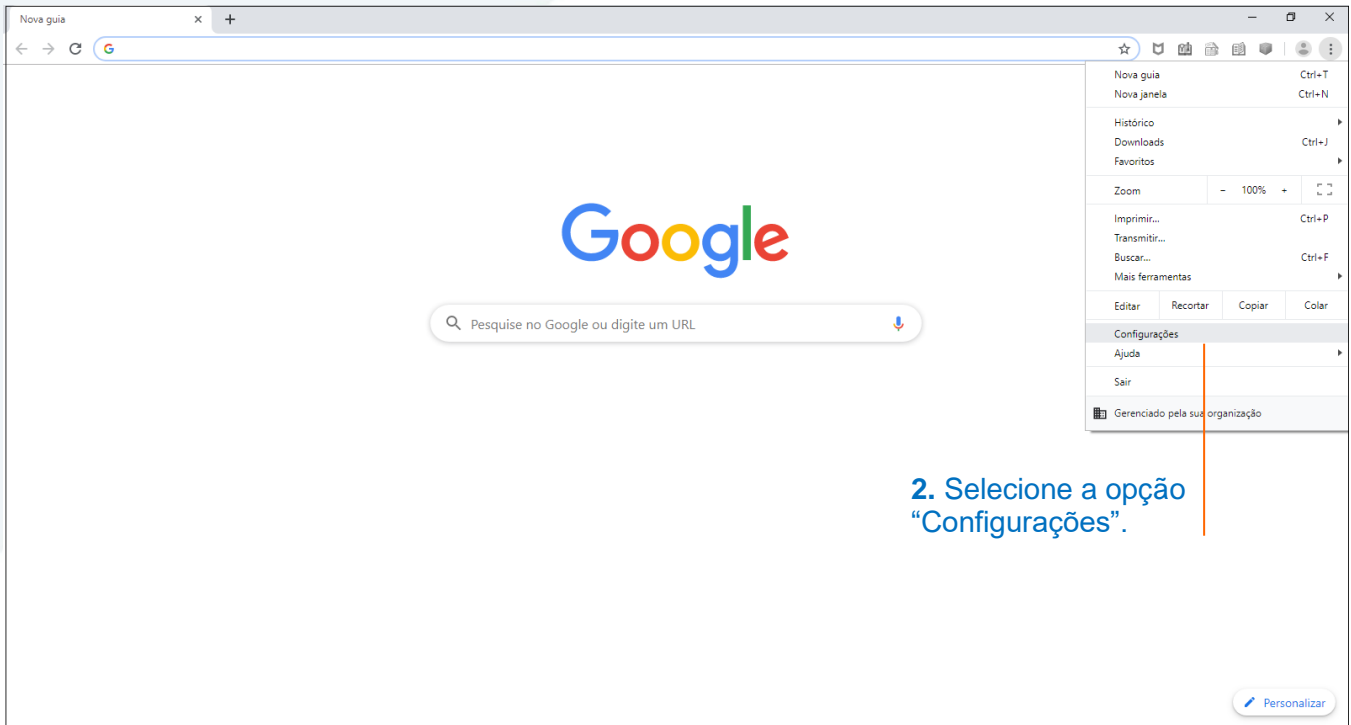 Nova guia
Nova guia Ctrl+T
Nova janela Ctrl+N
Histórico
Downloads Ctrl+J
Favoritos
Zoom - 100% +
Imprimir... Ctrl+P
Transmitir...
Buscar... Ctrl+F
Mais ferramentas
Editar Recortar Copiar Colar
Configurações
Ajuda
Sair
Gerenciado pela sua organização
Google
Pesquise no Google ou digite um URL
2. Selecione a opção
“Configurações”.
Personalizar